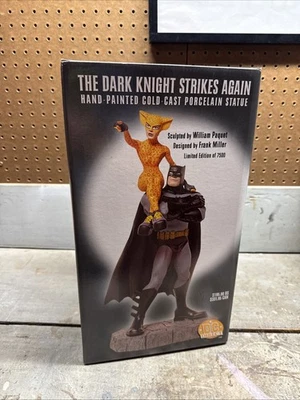 THE DARK KNIGHT STRIKES AGAIN
HAND-PAINTED COLD-CAST PORCELAIN STATUE
Sculpted by William Paquet
Designed by Frank Miller
Limited Edition of 7500